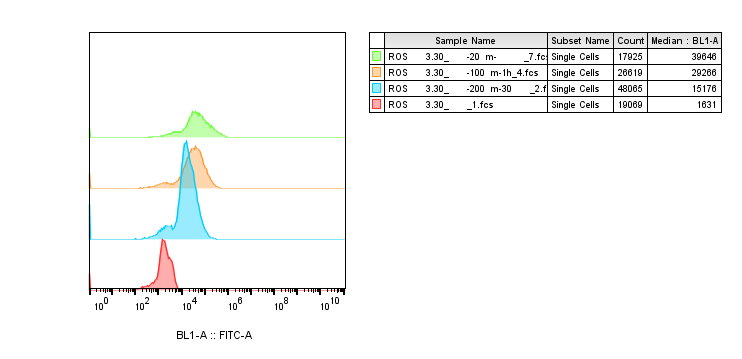 Sample Name Subset Name Count Median : BL1-A
ROS 3.30_ -20 m- _7.fcs Single Cells 17925 39646
ROS 3.30_ -100 m-1h_4.fcs Single Cells 26619 29266
ROS 3.30_ -200 m-30 _2.f Single Cells 48065 15176
ROS 3.30_ _1.fcs Single Cells 19069 1631
10^0 10^2 10^4 10^6 10^8 10^10
BL1-A :: FITC-A